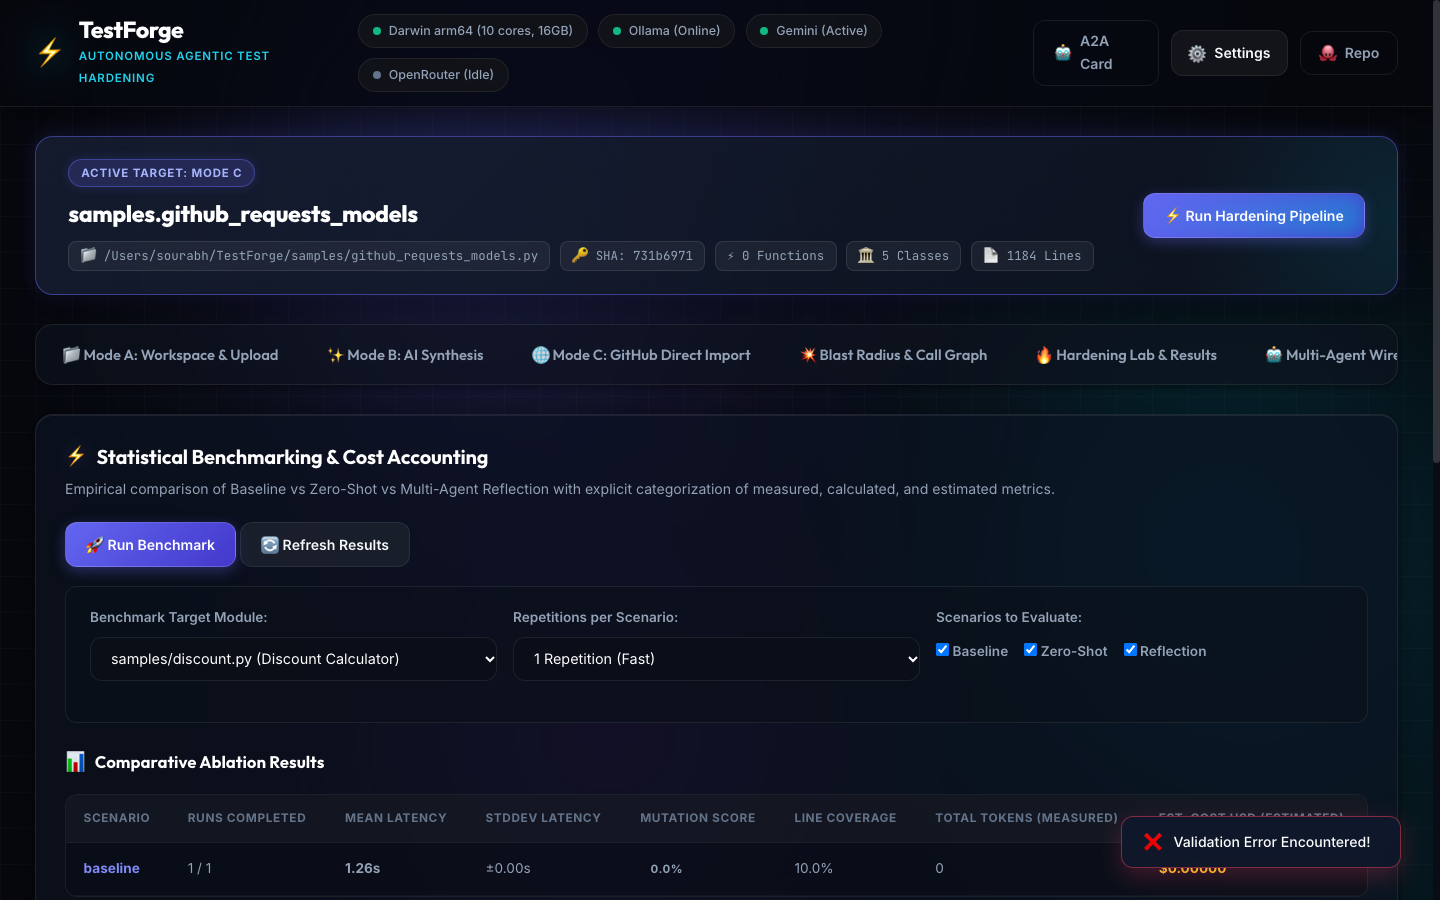 TestForge
AUTONOMOUS AGENTIC TEST
HARDENING
Darwin arm64 (10 cores, 16GB)
Ollama (Online)
Gemini (Active)
OpenRouter (Idle)
A2A
Card
Settings
Repo
ACTIVE TARGET: MODE C
samples.github_requests_models
/Users/sourabh/TestForge/samples/github_requests_models.py
SHA: 731b6971
⚡ 0 Functions
5 Classes
1184 Lines
Run Hardening Pipeline
Mode A: Workspace & Upload
Mode B: AI Synthesis
Mode C: GitHub Direct Import
Blast Radius & Call Graph
Hardening Lab & Results
Multi-Agent Wire
Statistical Benchmarking & Cost Accounting
Empirical comparison of Baseline vs Zero-Shot vs Multi-Agent Reflection with explicit categorization of measured, calculated, and estimated metrics.
Run Benchmark
Refresh Results
Benchmark Target Module:
Repetitions per Scenario:
Scenarios to Evaluate:
samples/discount.py (Discount Calculator)
1 Repetition (Fast)
Baseline
Zero-Shot
Reflection
Comparative Ablation Results
SCENARIO
RUNS COMPLETED
MEAN LATENCY
STDDEV LATENCY
MUTATION SCORE
LINE COVERAGE
TOTAL TOKENS (MEASURED)
EST. COST USD (ESTIMATED)
baseline
1 / 1
1.26s
±0.00s
0.0%
10.0%
0
$0.00000
Validation Error Encountered!